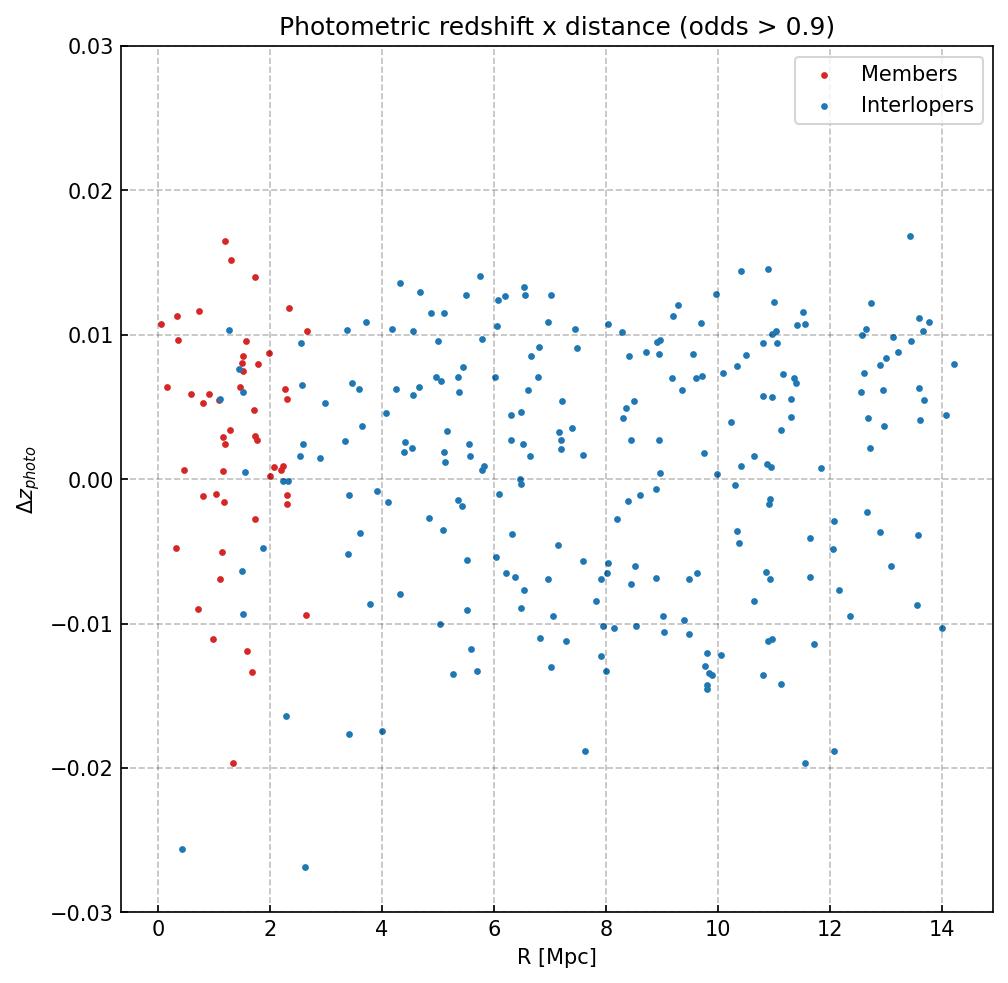 Photometric redshift x distance (odds > 0.9)
Members
Interlopers
0.03
0.02
0.01
0.00
−0.01
−0.02
−0.03
Δz_photo
0 2 4 6 8 10 12 14
R [Mpc]